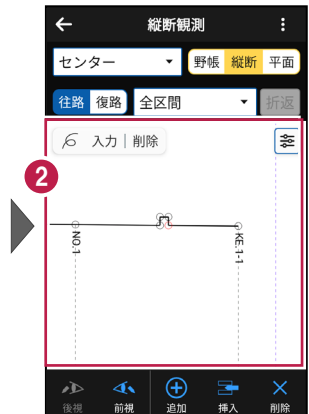 縦断観測
センター
野帳 縦断 平面
往路 復路 全区間 折返
入力｜削除
2
NO.1
KE.1-1
後視 前視 追加 挿入 削除